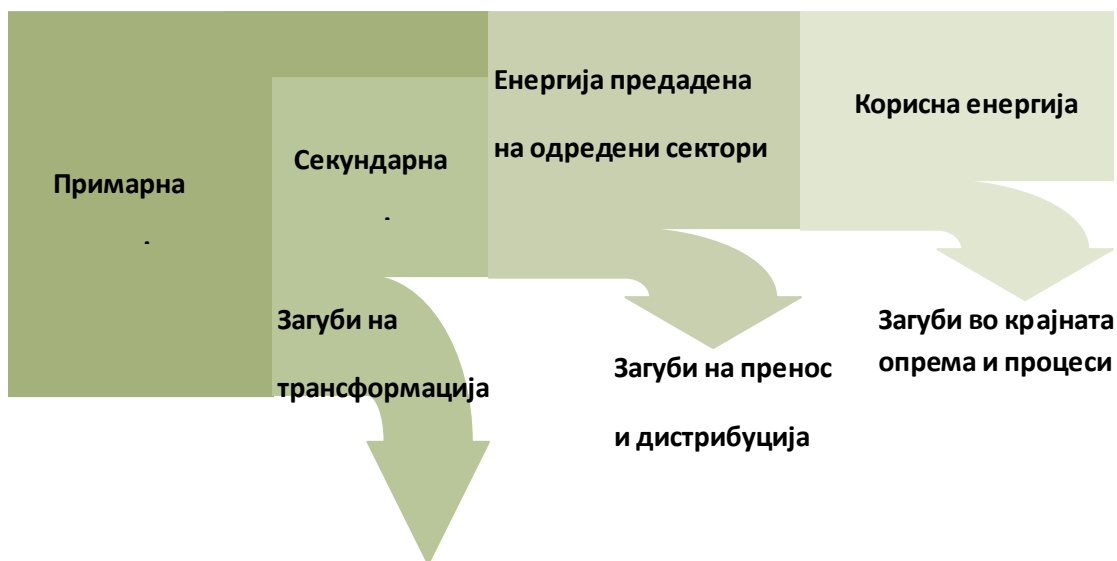 Примарна
Секундарна
Енергија предадена
на одредени сектори
Корисна енергија
Загуби на
трансформација
Загуби на пренос
и дистрибуција
Загуби во крајната
опрема и процеси